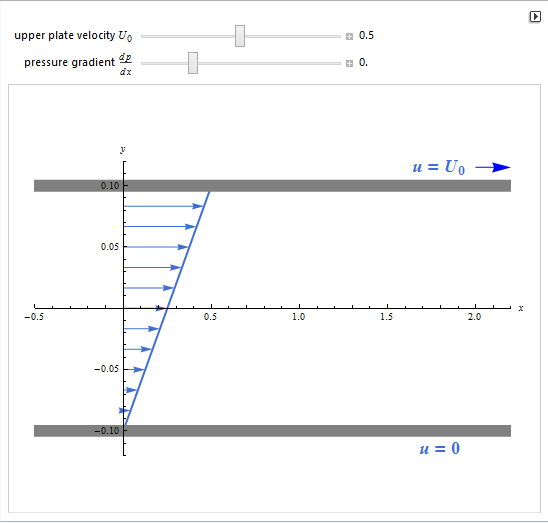 upper plate velocity U₀ 0.5
pressure gradient dp/dx 0.
y
u = U₀
0.10
0.05
-0.5 0.5 1.0 1.5 2.0 x
-0.05
-0.10
u = 0